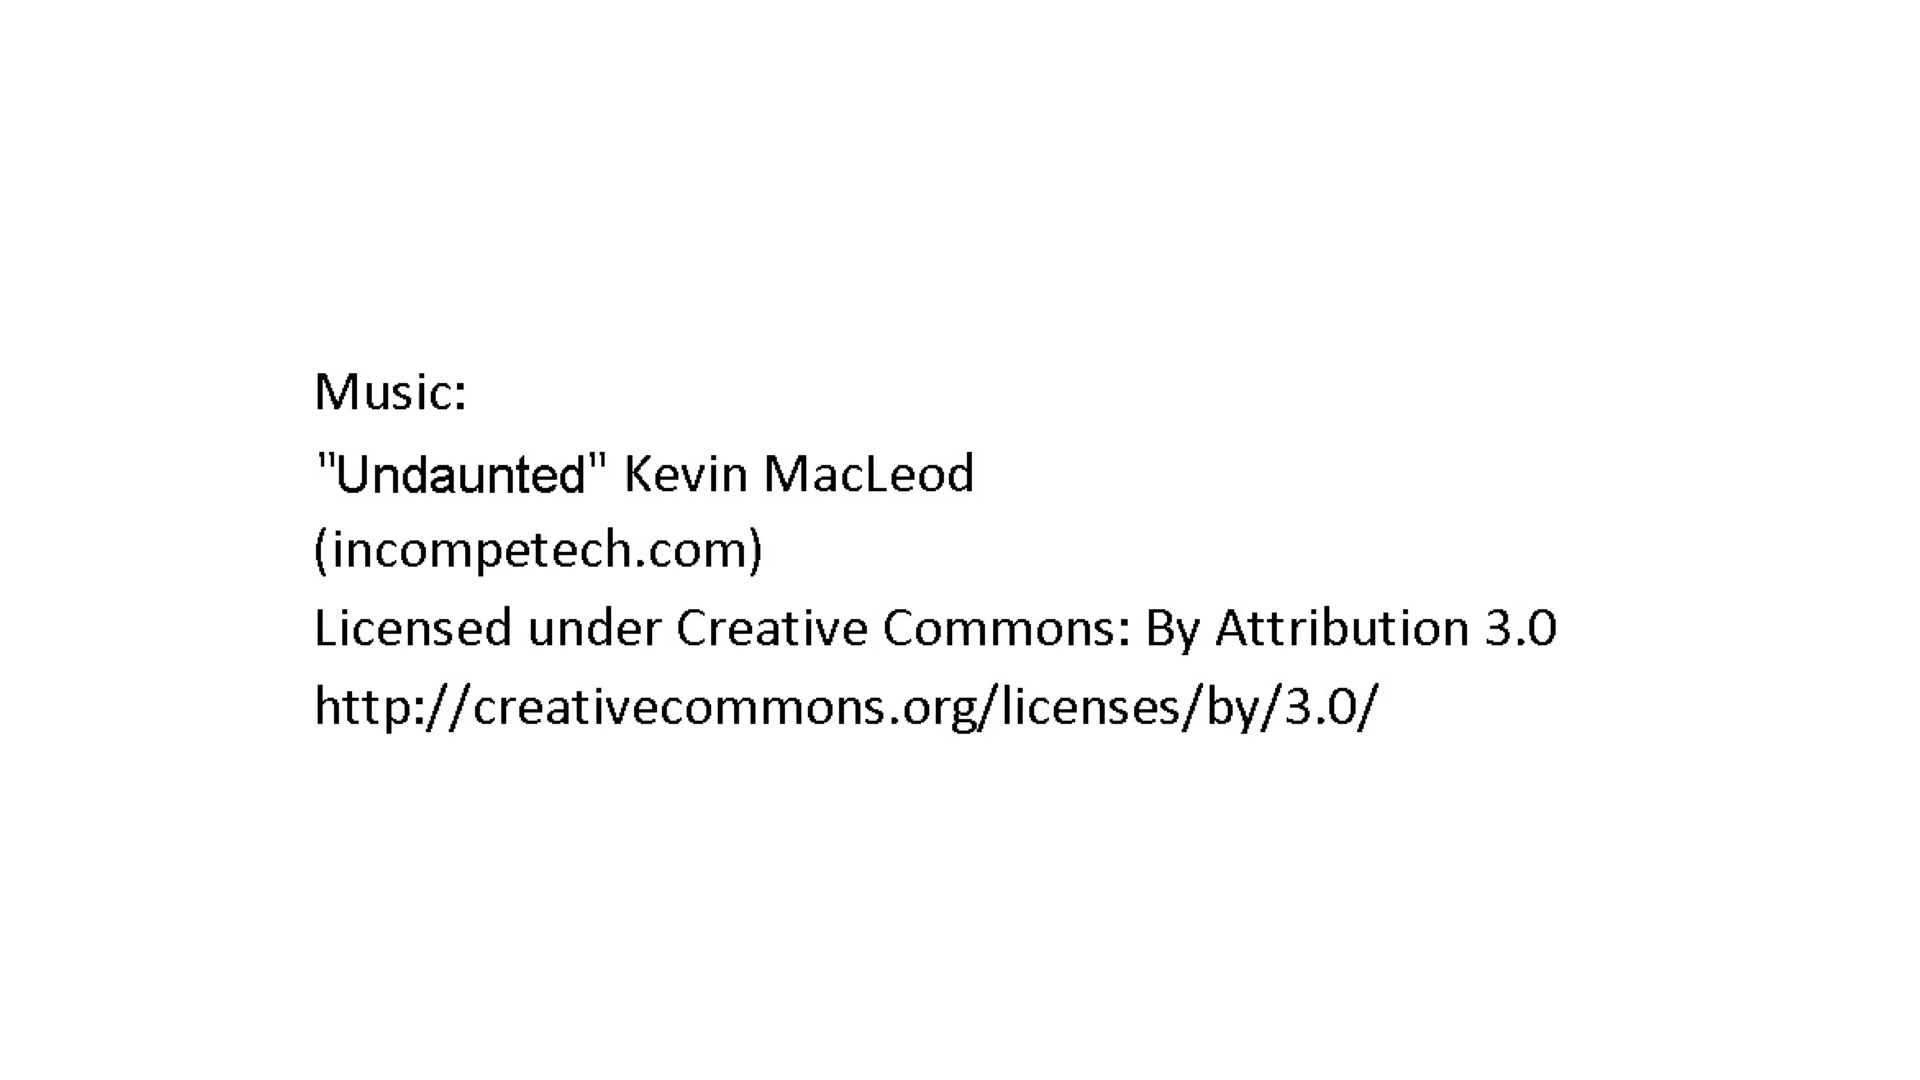 Music:
"Undaunted" Kevin MacLeod
(incompetech.com)
Licensed under Creative Commons: By Attribution 3.0
http://creativecommons.org/licenses/by/3.0/